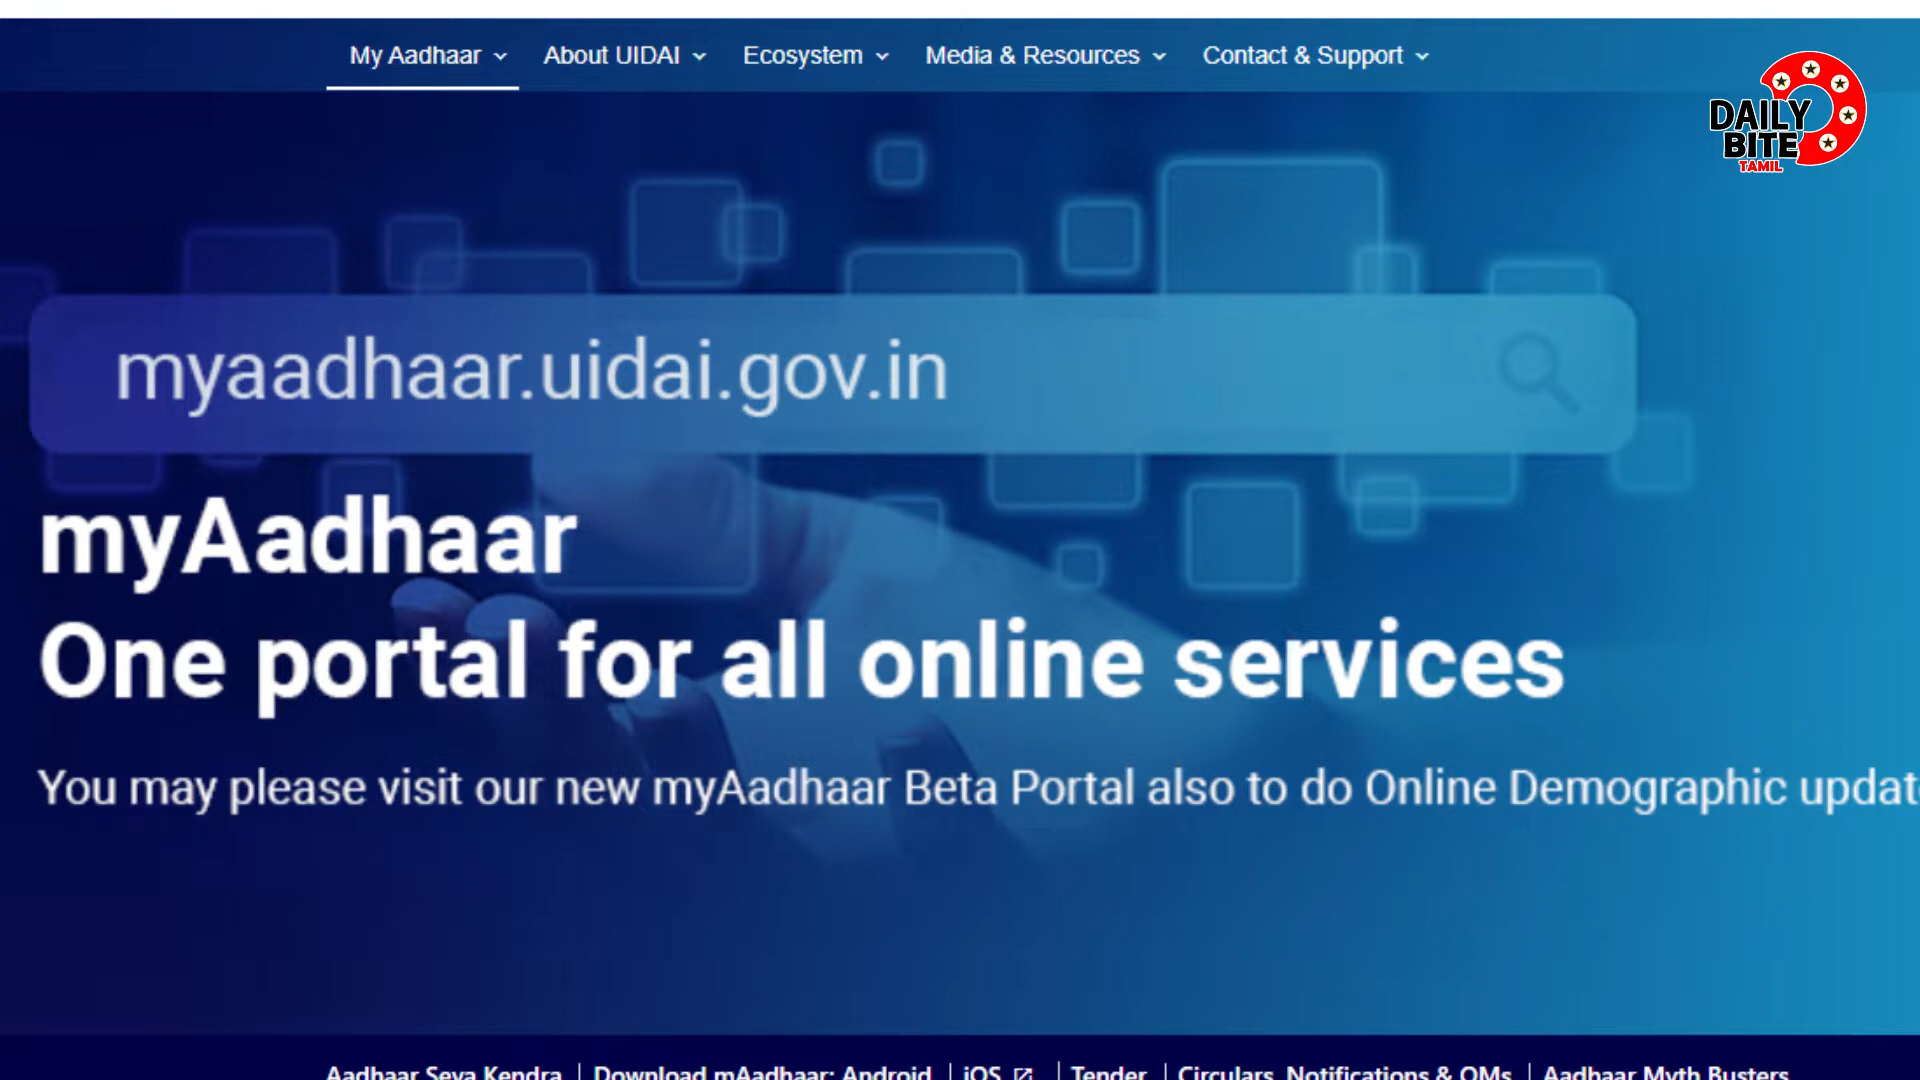 My Aadhaar About UIDAI Ecosystem Media & Resources Contact & Support
DAILY
BITE
TAMIL
myaadhaar.uidai.gov.in
myAadhaar
One portal for all online services
You may please visit our new myAadhaar Beta Portal also to do Online Demographic updat
Aadhaar Seva Kendra | Download mAadhaar: Android | iOS | Tender | Circulars, Notifications & OMs | Aadhaar Myth Busters